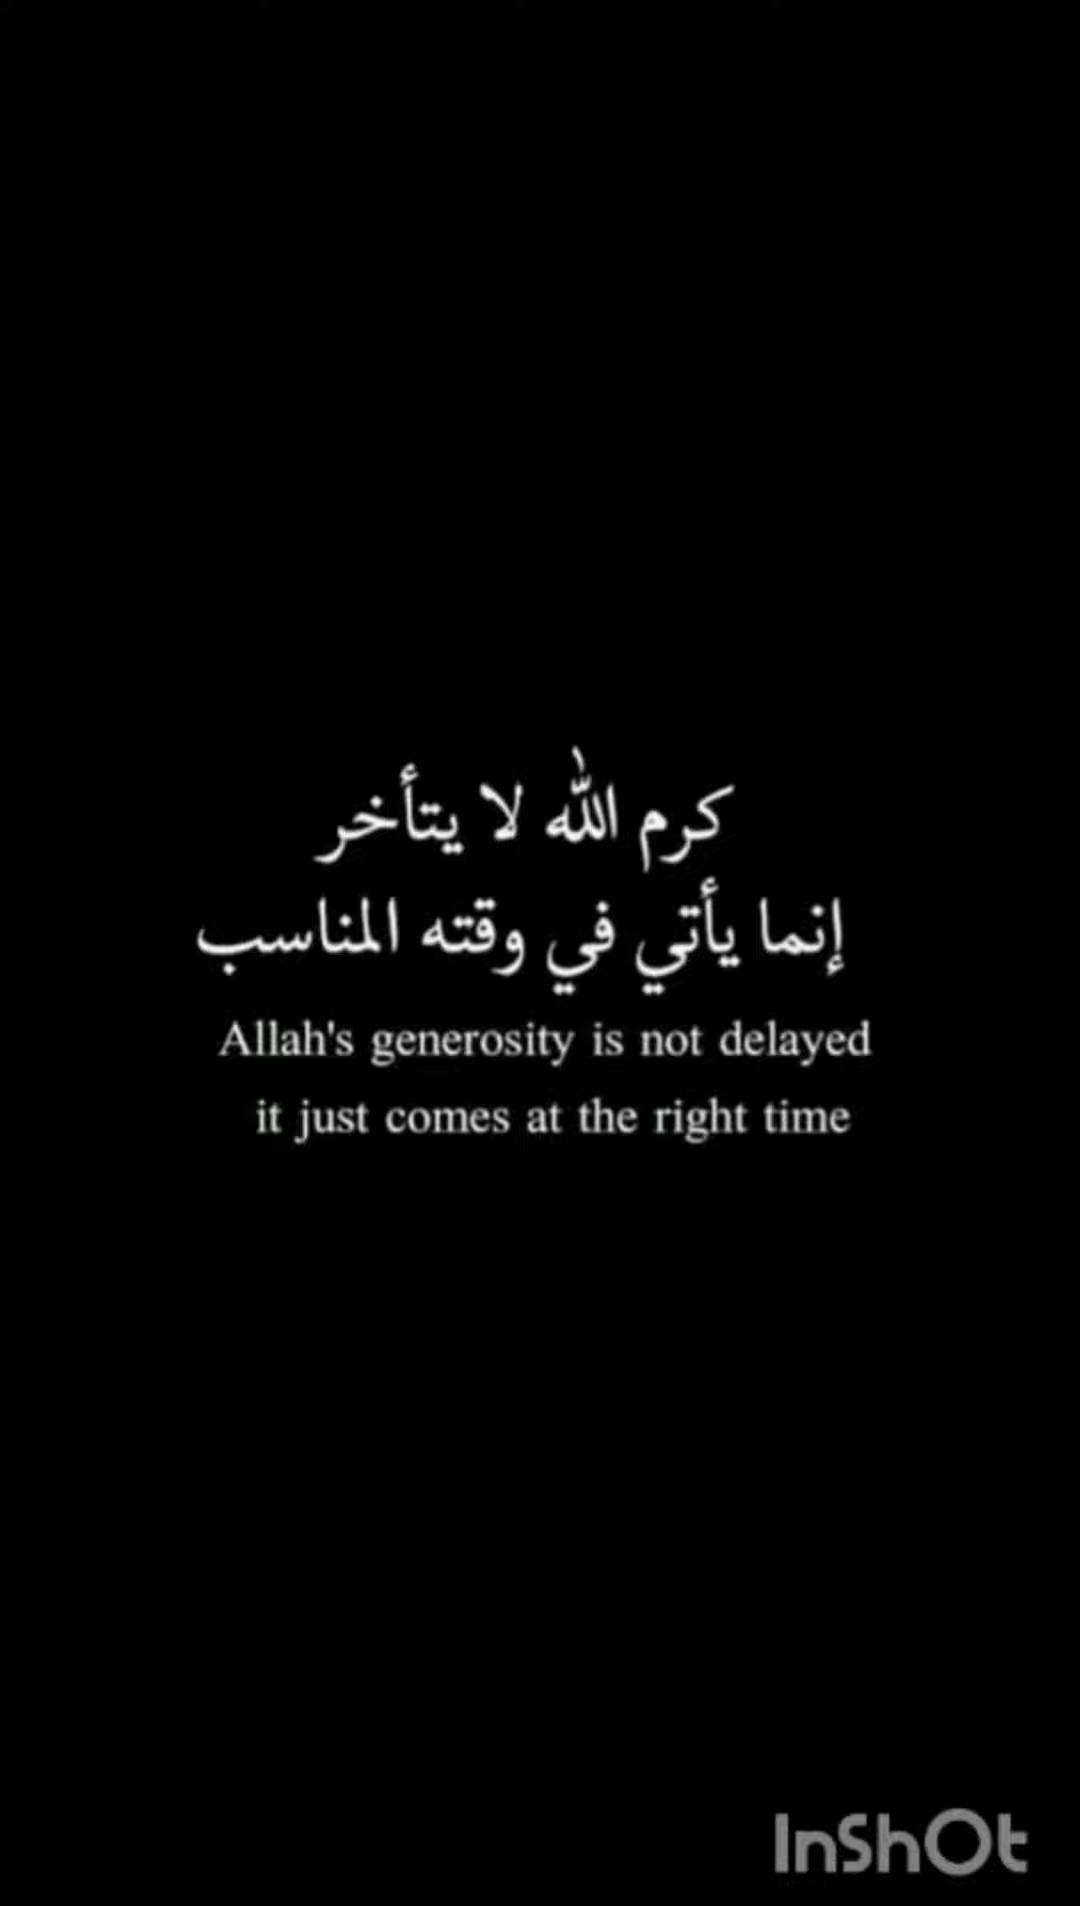 كرم الله لا يتأخر
إنما يأتي في وقته المناسب
Allah's generosity is not delayed
it just comes at the right time
InShOt